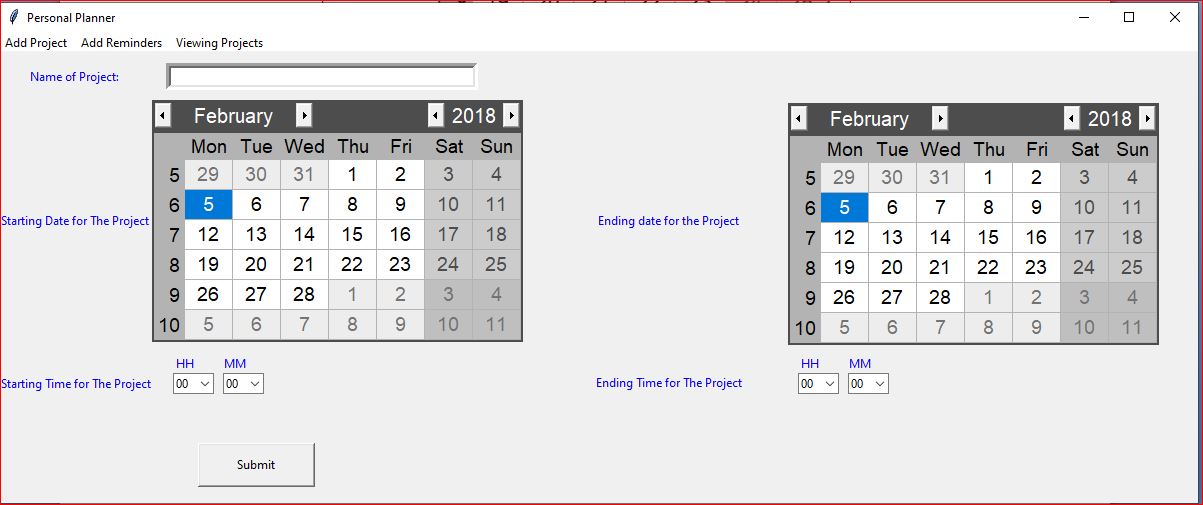 Personal Planner
Add Project Add Reminders Viewing Projects
Name of Project:
February 2018
Mon Tue Wed Thu Fri Sat Sun
5 29 30 31 1 2 3 4
6 5 6 7 8 9 10 11
7 12 13 14 15 16 17 18
8 19 20 21 22 23 24 25
9 26 27 28 1 2 3 4
10 5 6 7 8 9 10 11
Starting Date for The Project
Ending date for the Project
February 2018
Mon Tue Wed Thu Fri Sat Sun
5 29 30 31 1 2 3 4
6 5 6 7 8 9 10 11
7 12 13 14 15 16 17 18
8 19 20 21 22 23 24 25
9 26 27 28 1 2 3 4
10 5 6 7 8 9 10 11
HH MM
Starting Time for The Project 00 00
HH MM
Ending Time for The Project 00 00
Submit